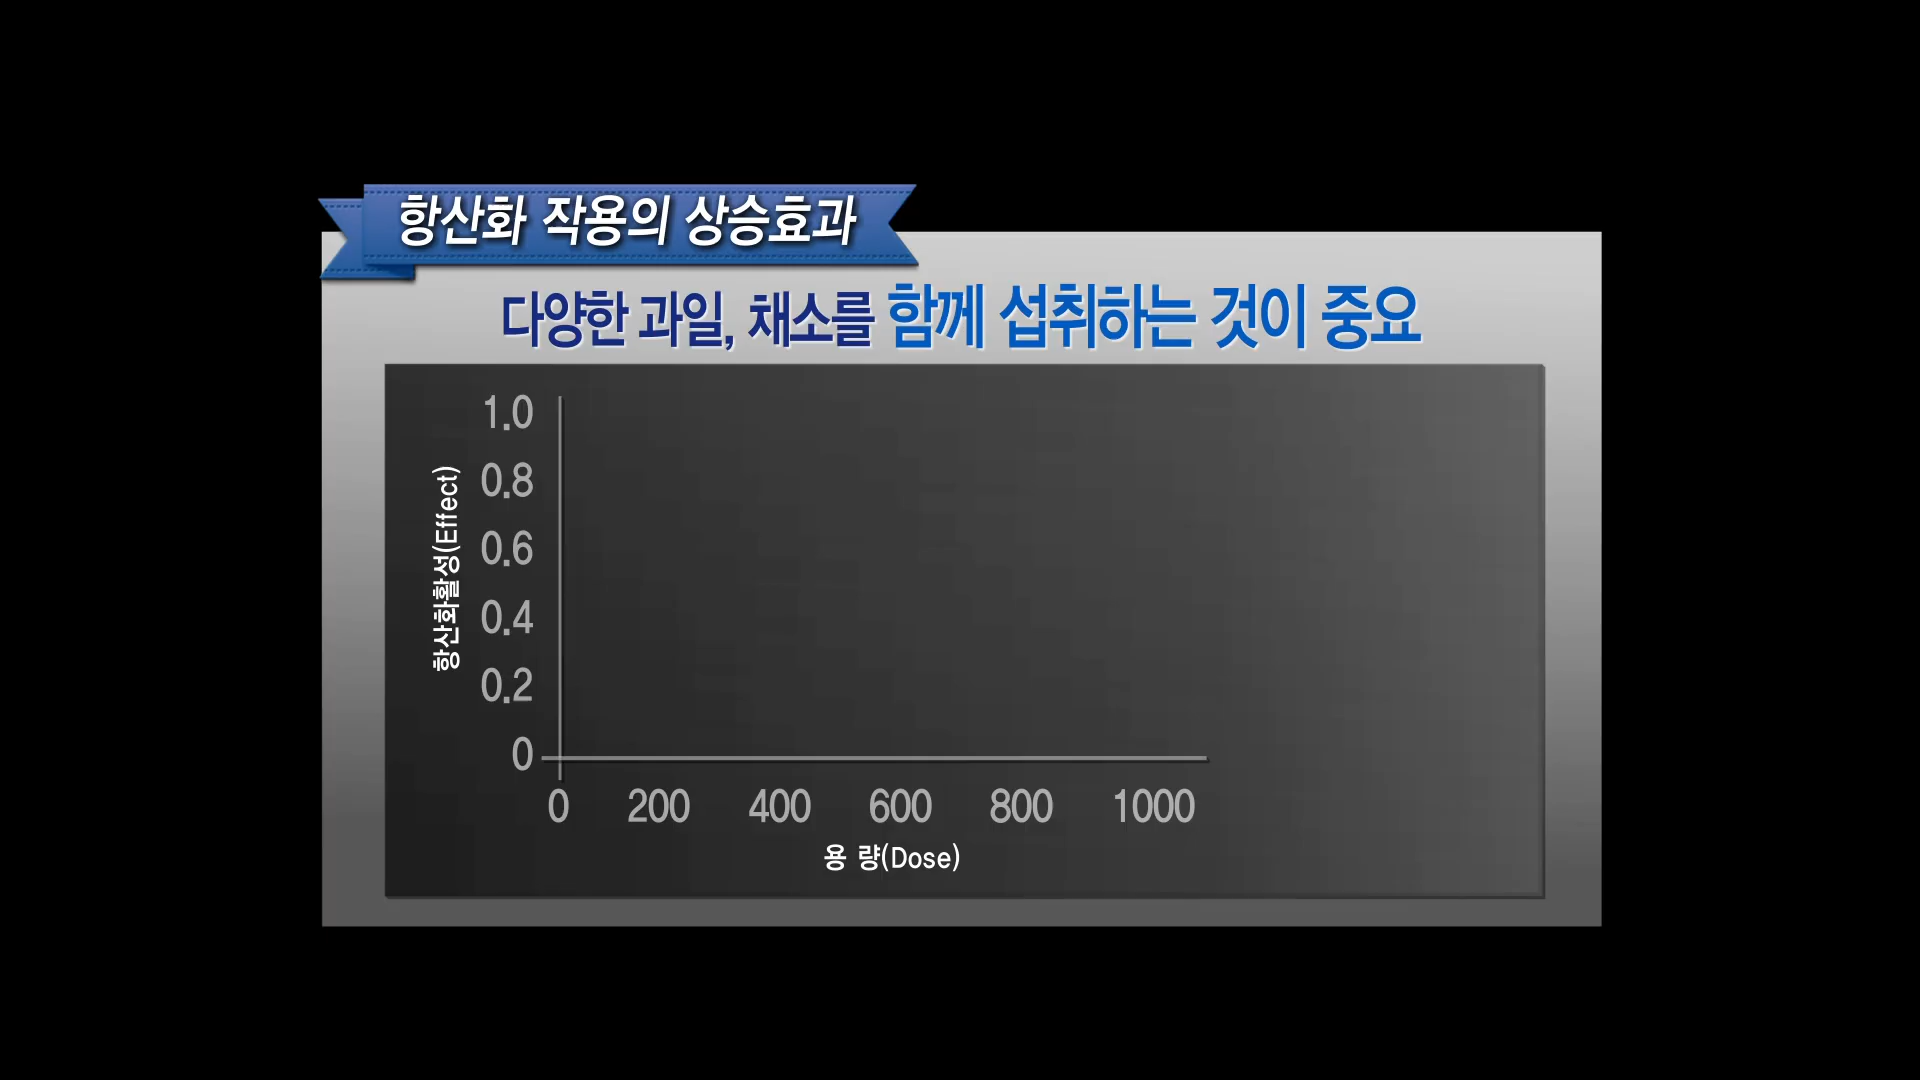 항산화 작용의 상승효과
다양한 과일, 채소를 함께 섭취하는 것이 중요
항산화활성(Effect)
1.0
0.8
0.6
0.4
0.2
0
0 200 400 600 800 1000
용 량(Dose)